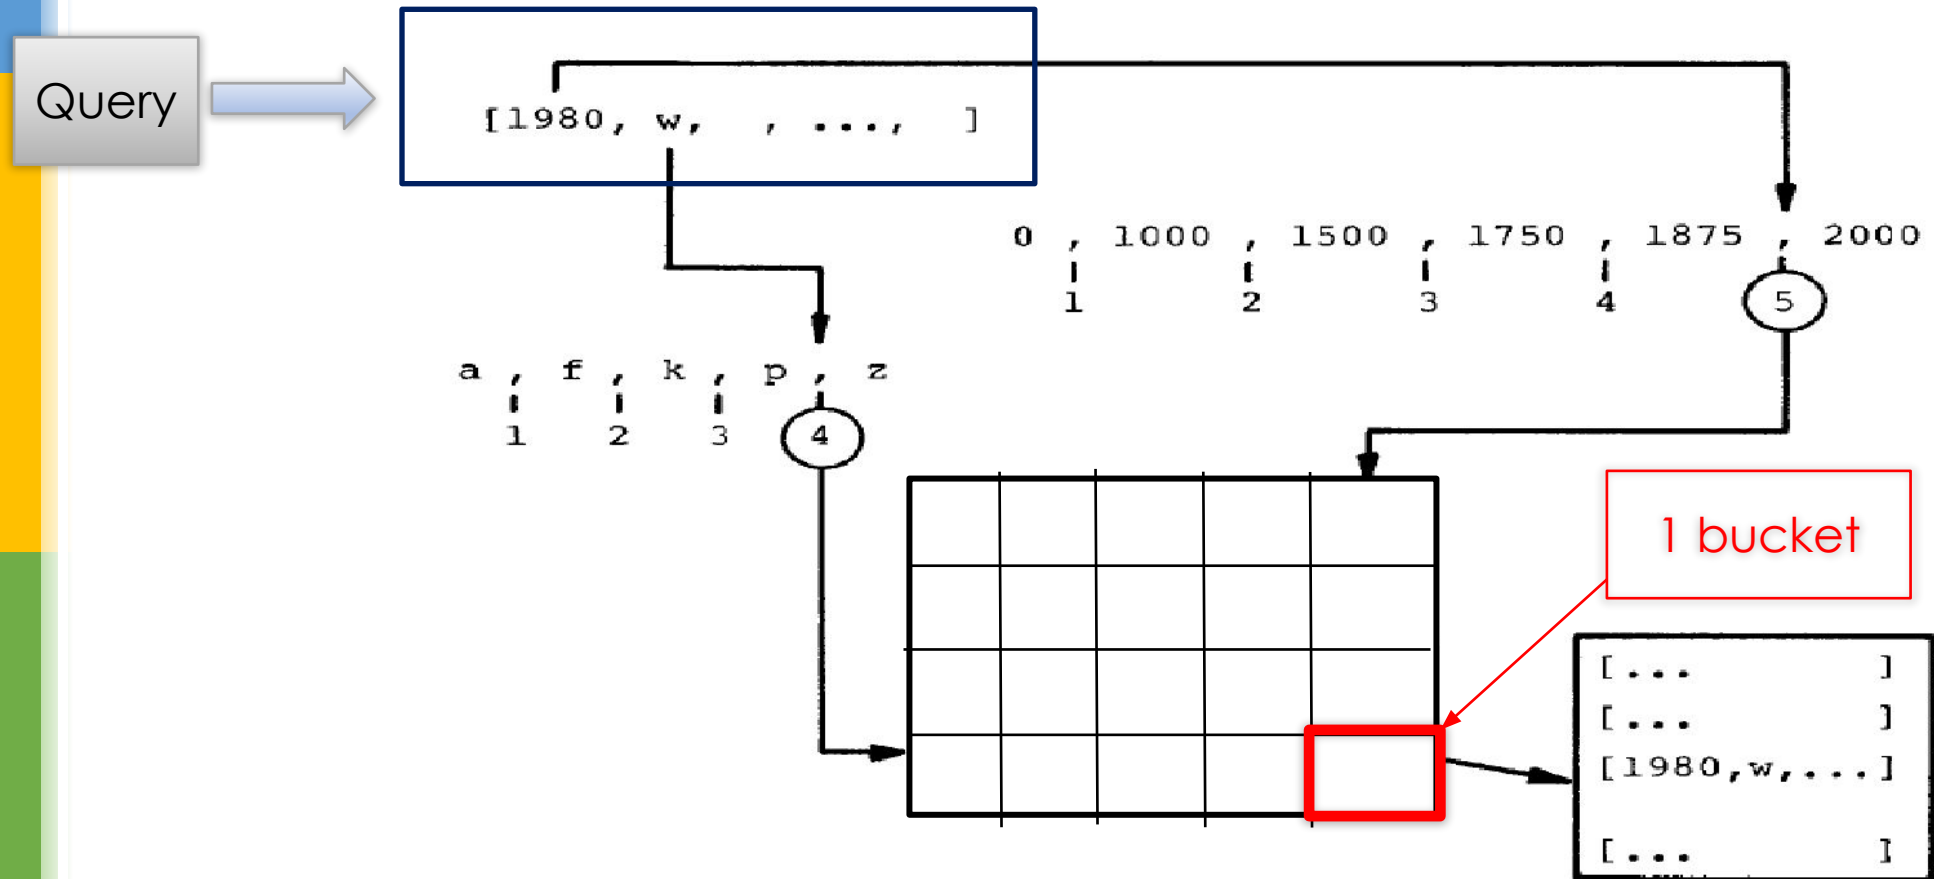 Query
[1980, w, , ..., ]
0 , 1000 , 1500 , 1750 , 1875 , 2000
1 2 3 4 5
a , f , k , p , z
1 2 3 4
1 bucket
[... ]
[... ]
[1980,w,...]
[... ]